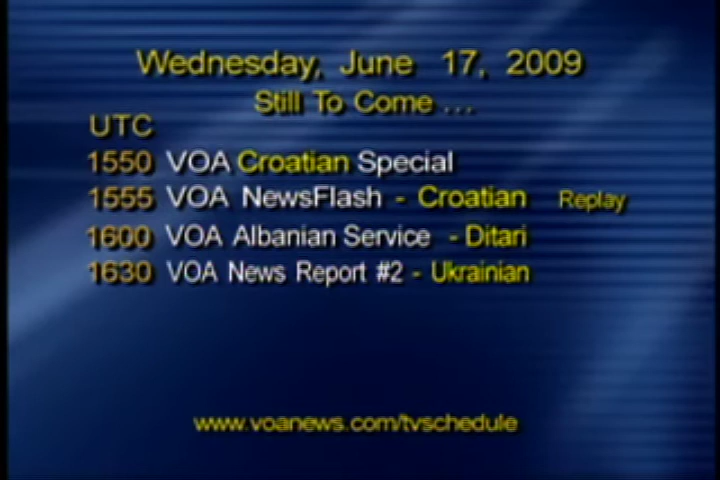 Wednesday, June 17, 2009
Still To Come ...
UTC
1550 VOA Croatian Special
1555 VOA NewsFlash - Croatian Replay
1600 VOA Albanian Service - Ditari
1630 VOA News Report #2 - Ukrainian
www.voanews.com/tvschedule